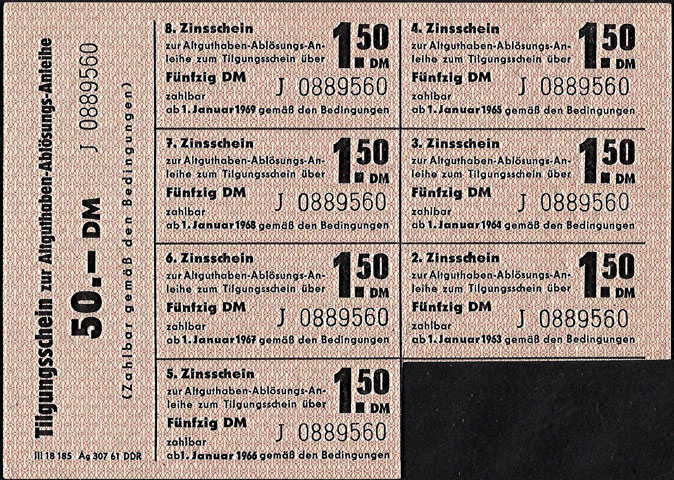 Tilgungsschein zur Altguthaben-Ablösungs-Anleihe
50.– DM
J 0889560
(Zahlbar gemäß den Bedingungen)
III 18 185 Ag 307 61 DDR
8. Zinsschein
zur Altguthaben-Ablösungs-An-
leihe zum Tilgungsschein über
1.50 DM
Fünfzig DM
J 0889560
zahlbar
ab 1. Januar 1969 gemäß den Bedingungen
7. Zinsschein
zur Altguthaben-Ablösungs-An-
leihe zum Tilgungsschein über
1.50 DM
Fünfzig DM
J 0889560
zahlbar
ab 1. Januar 1968 gemäß den Bedingungen
6. Zinsschein
zur Altguthaben-Ablösungs-An-
leihe zum Tilgungsschein über
1.50 DM
Fünfzig DM
J 0889560
zahlbar
ab 1. Januar 1967 gemäß den Bedingungen
5. Zinsschein
zur Altguthaben-Ablösungs-An-
leihe zum Tilgungsschein über
1.50 DM
Fünfzig DM
J 0889560
zahlbar
ab 1. Januar 1966 gemäß den Bedingungen
4. Zinsschein
zur Altguthaben-Ablösungs-An-
leihe zum Tilgungsschein über
1.50 DM
Fünfzig DM
J 0889560
zahlbar
ab 1. Januar 1965 gemäß den Bedingungen
3. Zinsschein
zur Altguthaben-Ablösungs-An-
leihe zum Tilgungsschein über
1.50 DM
Fünfzig DM
J 0889560
zahlbar
ab 1. Januar 1964 gemäß den Bedingungen
2. Zinsschein
zur Altguthaben-Ablösungs-An-
leihe zum Tilgungsschein über
1.50 DM
Fünfzig DM
J 0889560
zahlbar
ab 1. Januar 1963 gemäß den Bedingungen